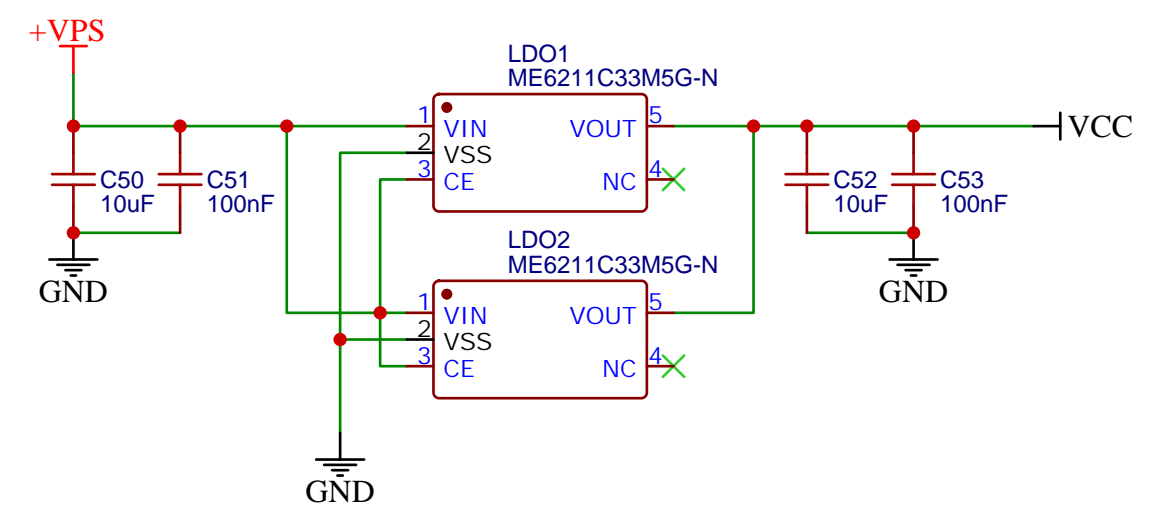 +VPS
LDO1
ME6211C33M5G-N
1
VIN
VOUT
5
VCC
2
VSS
3
CE
NC
4
C50
10uF
C51
100nF
C52
10uF
C53
100nF
LDO2
ME6211C33M5G-N
GND
GND
1
VIN
VOUT
5
2
VSS
3
CE
NC
4
GND